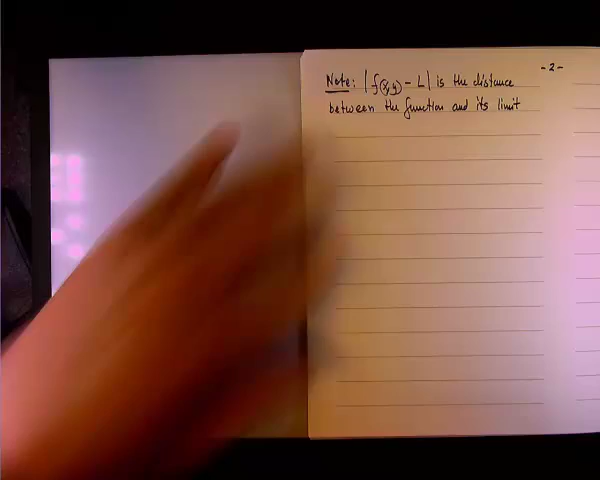 -2-
Note: |f(x,y) - L| is the distance
between the function and its limit